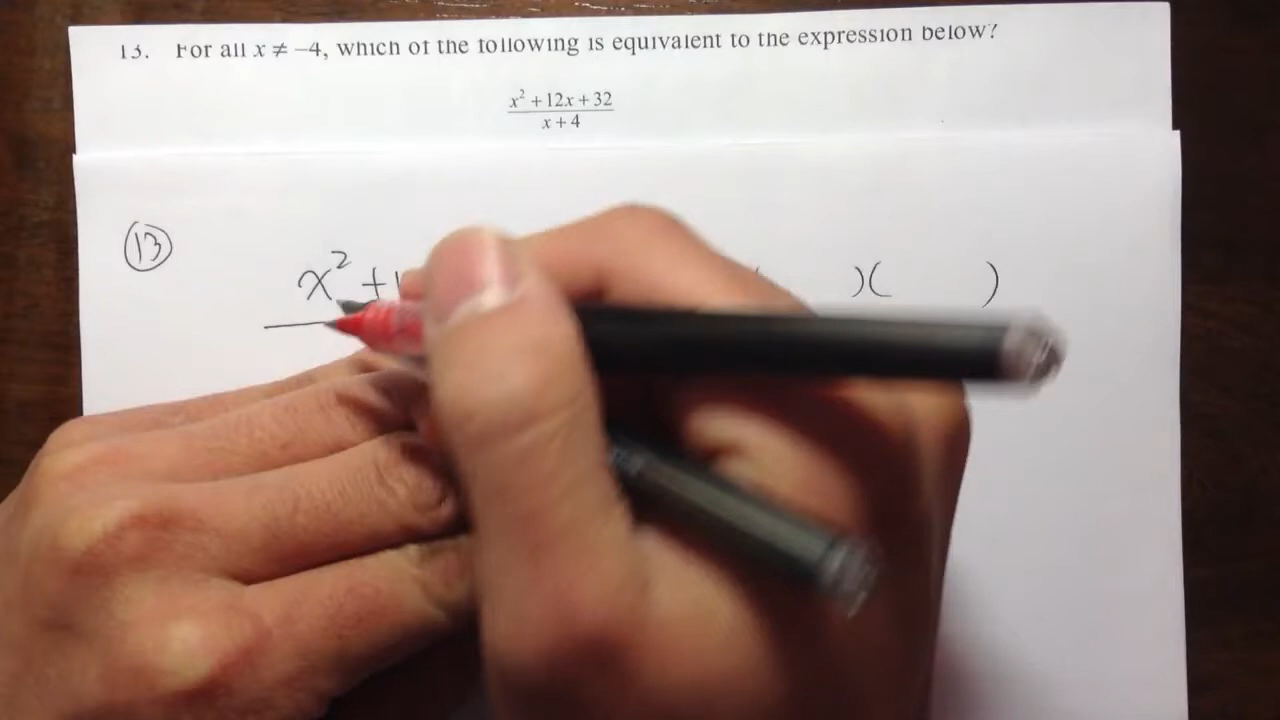 13. For all x ≠ −4, which of the following is equivalent to the expression below?
x² + 12x + 32
x + 4
13
x² + )( )